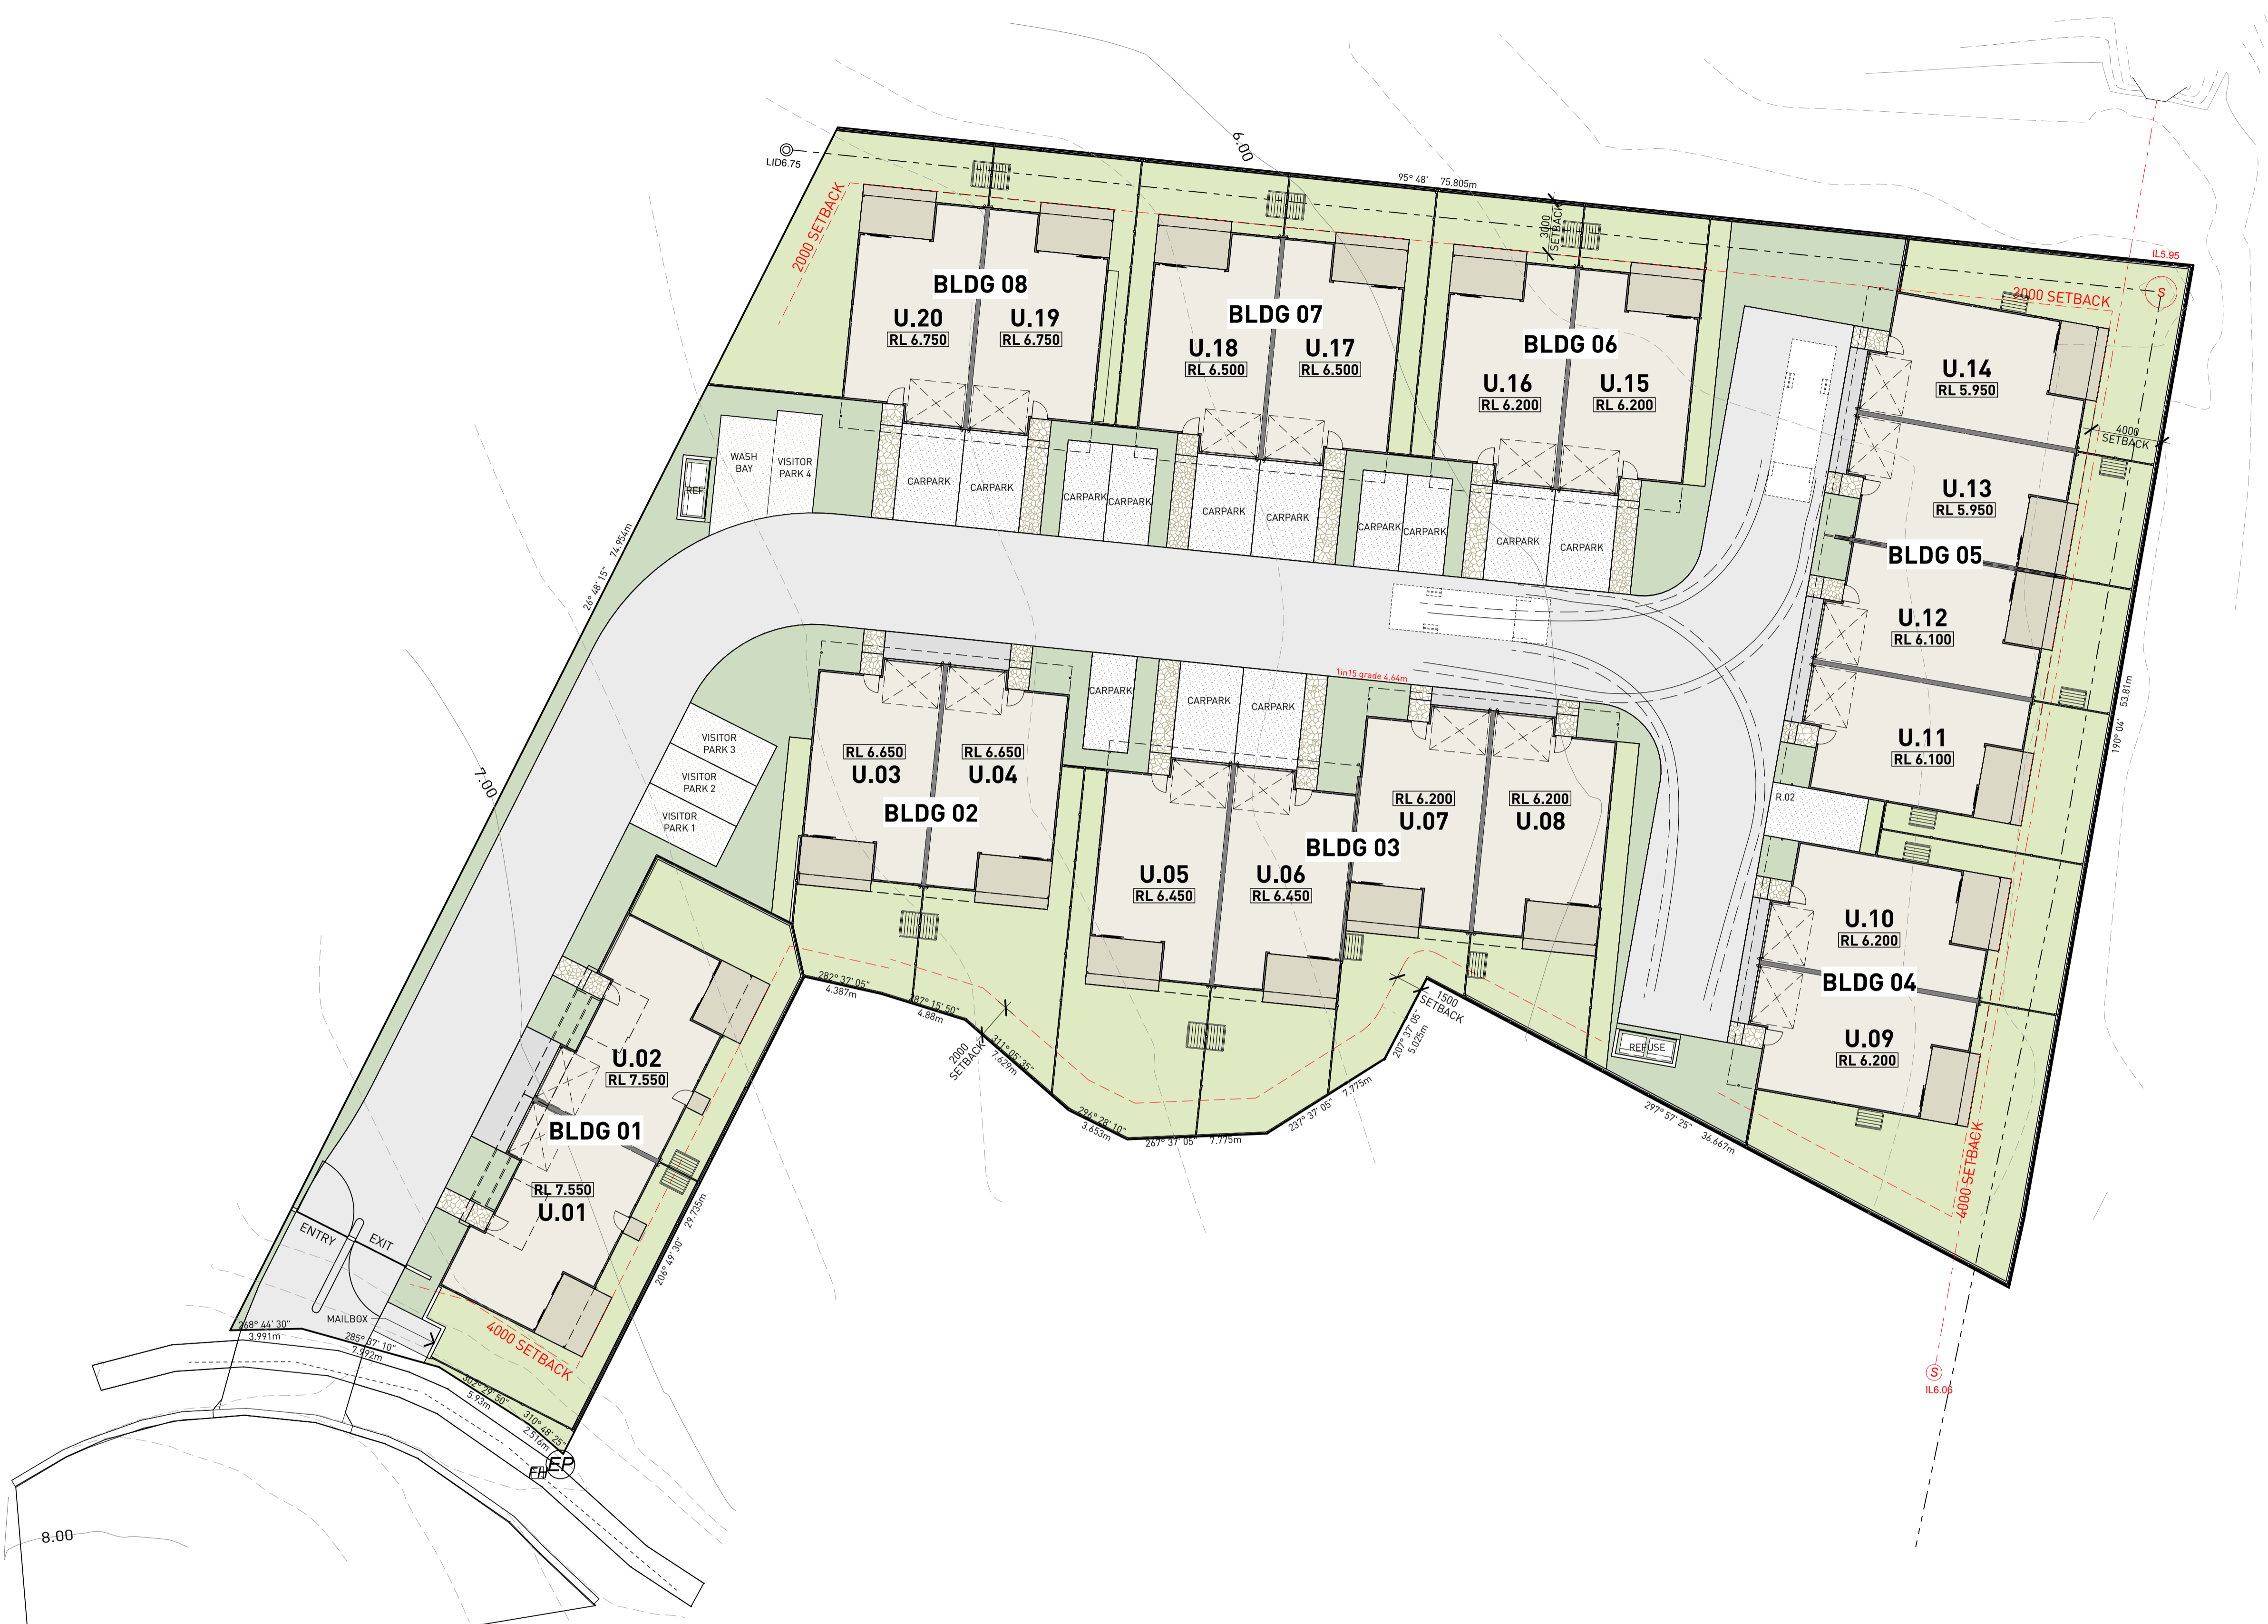 6.00
LID6.75
95° 48' 75.805m
2000 SETBACK
3000
SETBACK
IL5.95
S
3000 SETBACK
BLDG 08
U.20
RL 6.750
U.19
RL 6.750
BLDG 07
U.18
RL 6.500
U.17
RL 6.500
BLDG 06
U.16
RL 6.200
U.15
RL 6.200
U.14
RL 5.950
4000
SETBACK
U.13
RL 5.950
BLDG 05
U.12
RL 6.100
U.11
RL 6.100
190° 04' 53.81m
WASH
BAY
VISITOR
PARK 4
REF
CARPARK
CARPARK
CARPARK
CARPARK
CARPARK
CARPARK
CARPARK
CARPARK
CARPARK
CARPARK
26° 48' 15" 74.954m
1in15 grade 4.64m
CARPARK
CARPARK
CARPARK
7.00
VISITOR
PARK 3
VISITOR
PARK 2
VISITOR
PARK 1
RL 6.650
U.03
RL 6.650
U.04
BLDG 02
RL 6.200
U.07
RL 6.200
U.08
BLDG 03
U.05
RL 6.450
U.06
RL 6.450
R.02
U.10
RL 6.200
BLDG 04
U.09
RL 6.200
282° 37' 05"
4.387m
287° 15' 50"
4.88m
2000
SETBACK
311° 05' 35"
7.629m
296° 28' 10"
3.653m
267° 37' 05" 7.775m
237° 37' 05" 7.775m
207° 37' 05"
5.025m
1500
SETBACK
REFUSE
297° 57' 25" 36.667m
4000 SETBACK
U.02
RL 7.550
BLDG 01
RL 7.550
U.01
206° 49' 30" 29.735m
ENTRY
EXIT
MAILBOX
268° 44' 30"
3.991m
285° 37' 10"
7.992m
4000 SETBACK
302° 29' 50"
5.93m
310° 48' 25"
2.516m
EP
FH
S
IL6.06
8.00